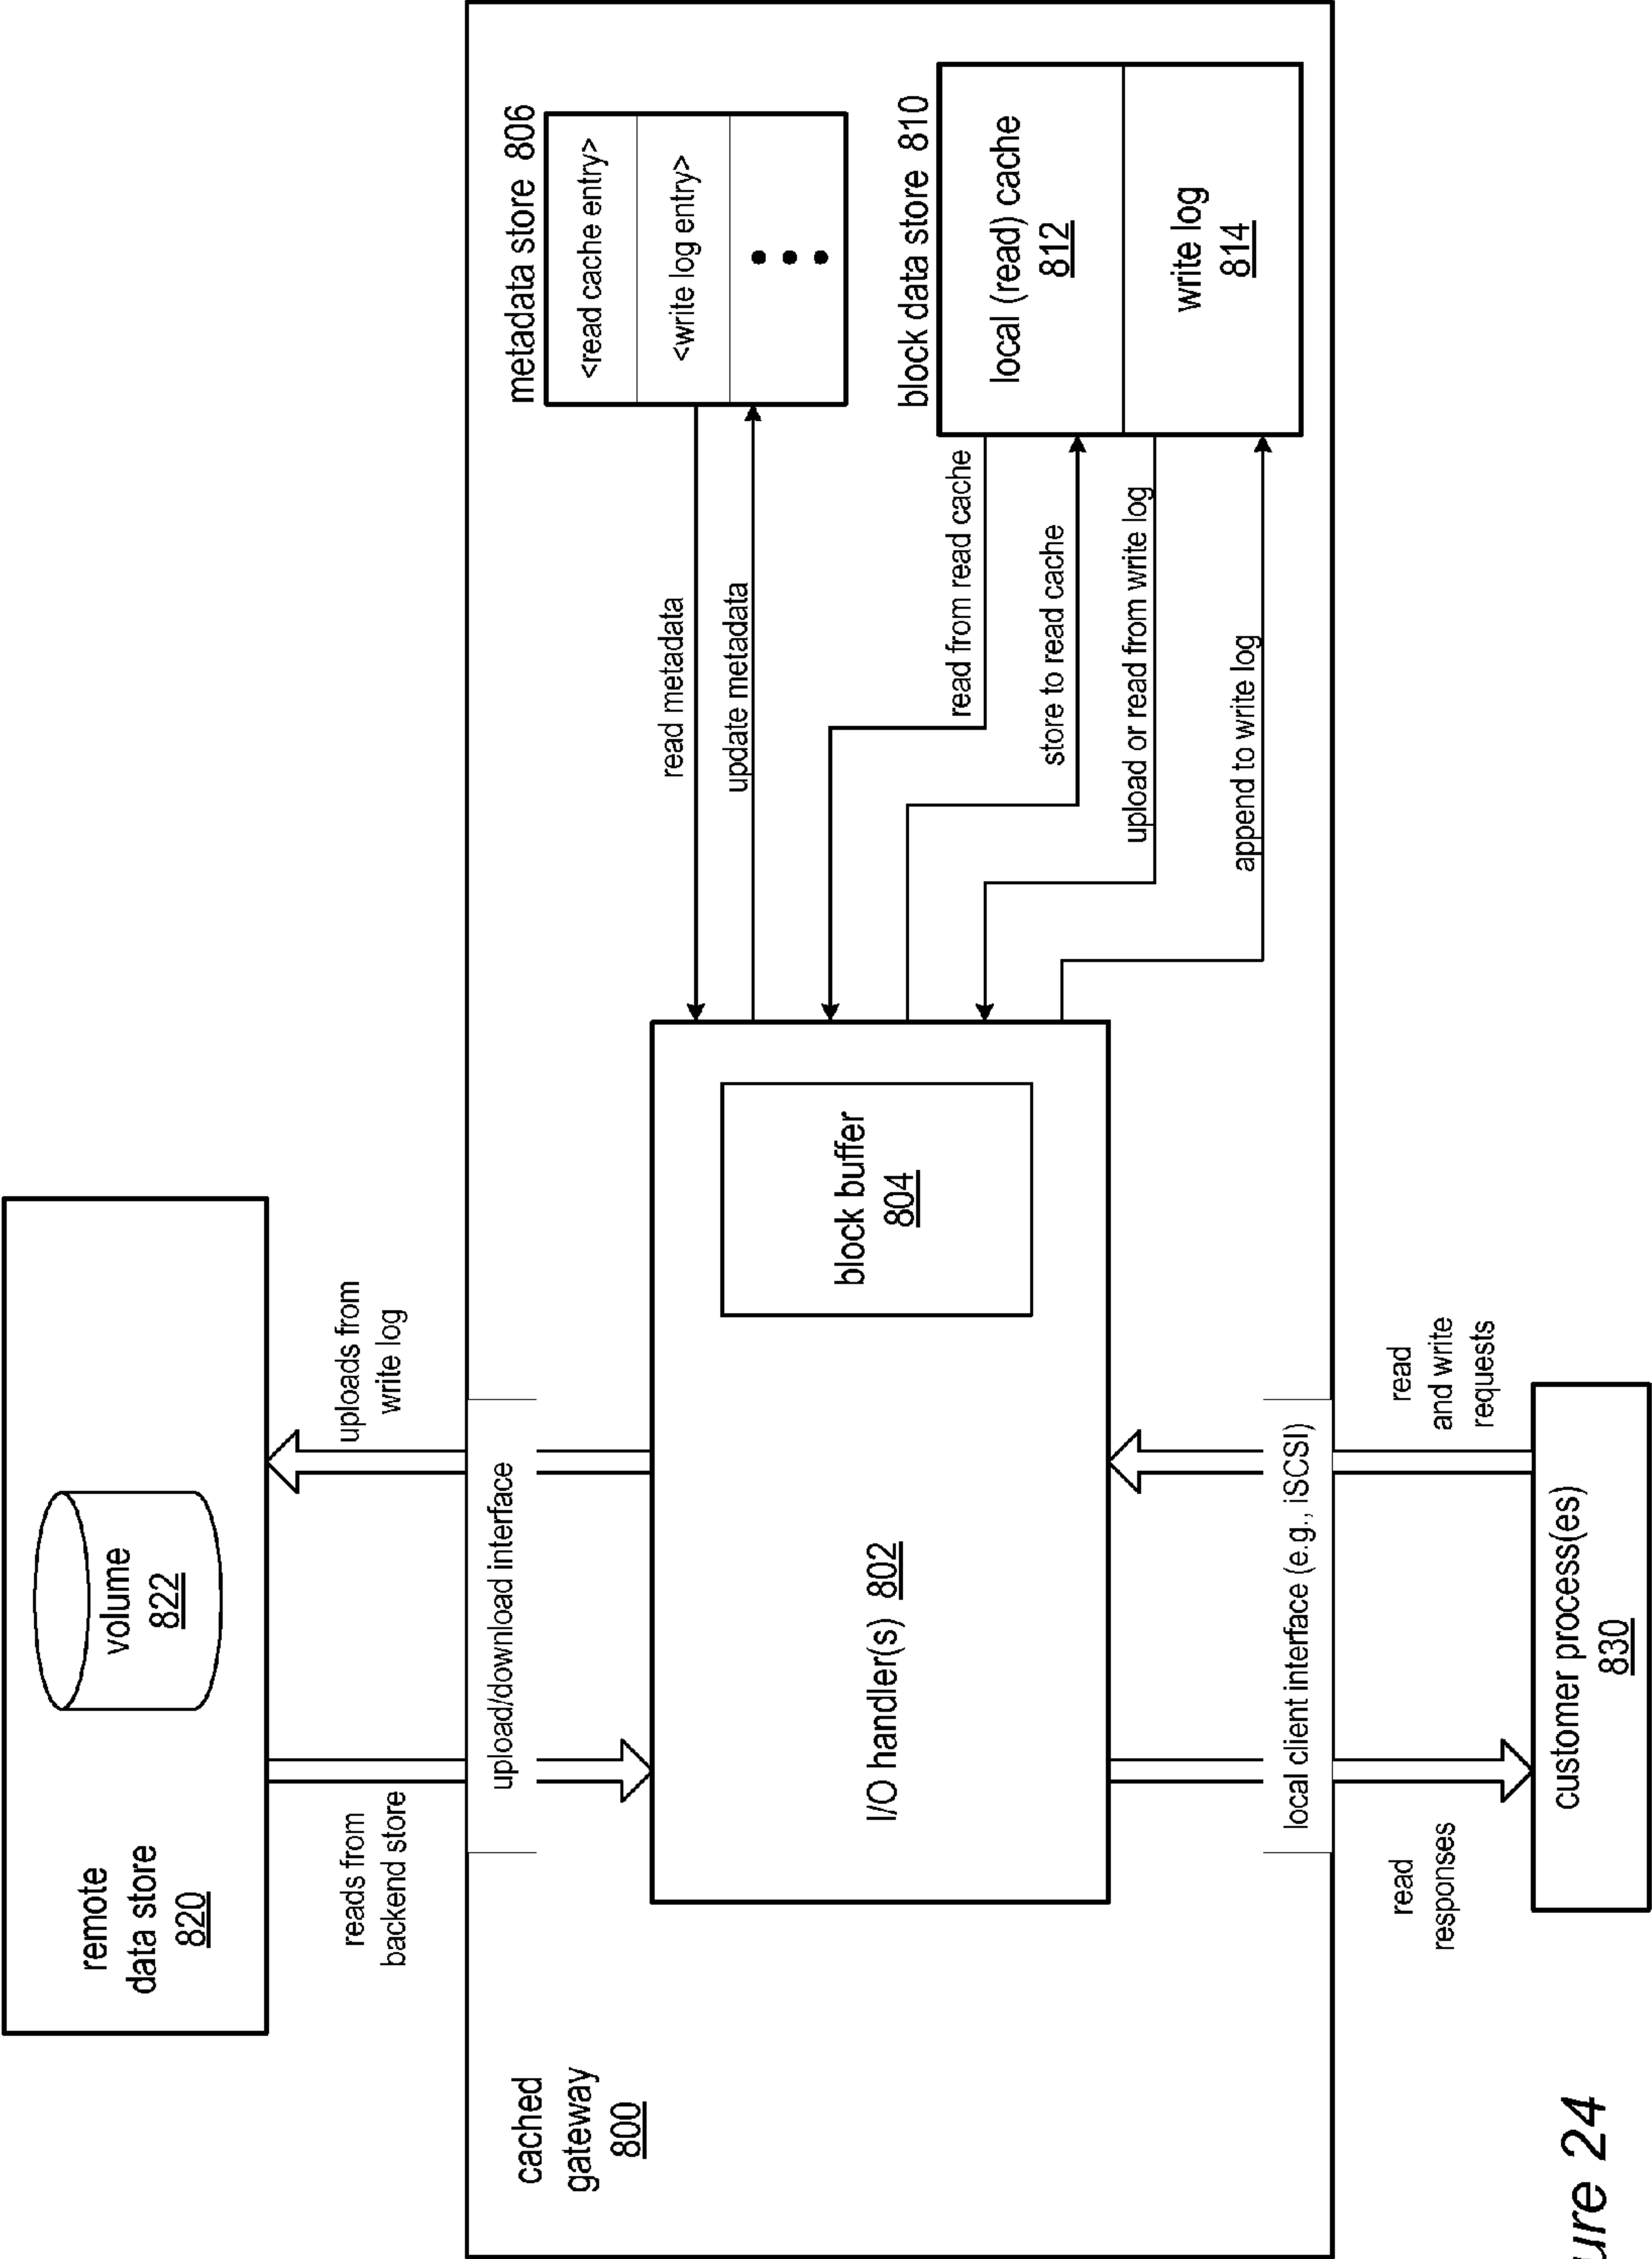 remote
data store
820
volume
822
reads from
backend store
uploads from
write log
cached
gateway
800
upload/download interface
metadata store 806
<read cache entry>
<write log entry>
read metadata
update metadata
I/O handler(s) 802
block buffer
804
block data store 810
local (read) cache
812
write log
814
read from read cache
store to read cache
upload or read from write log
append to write log
local client interface (e.g., iSCSI)
read
responses
read
and write
requests
customer process(es)
830
ure 24